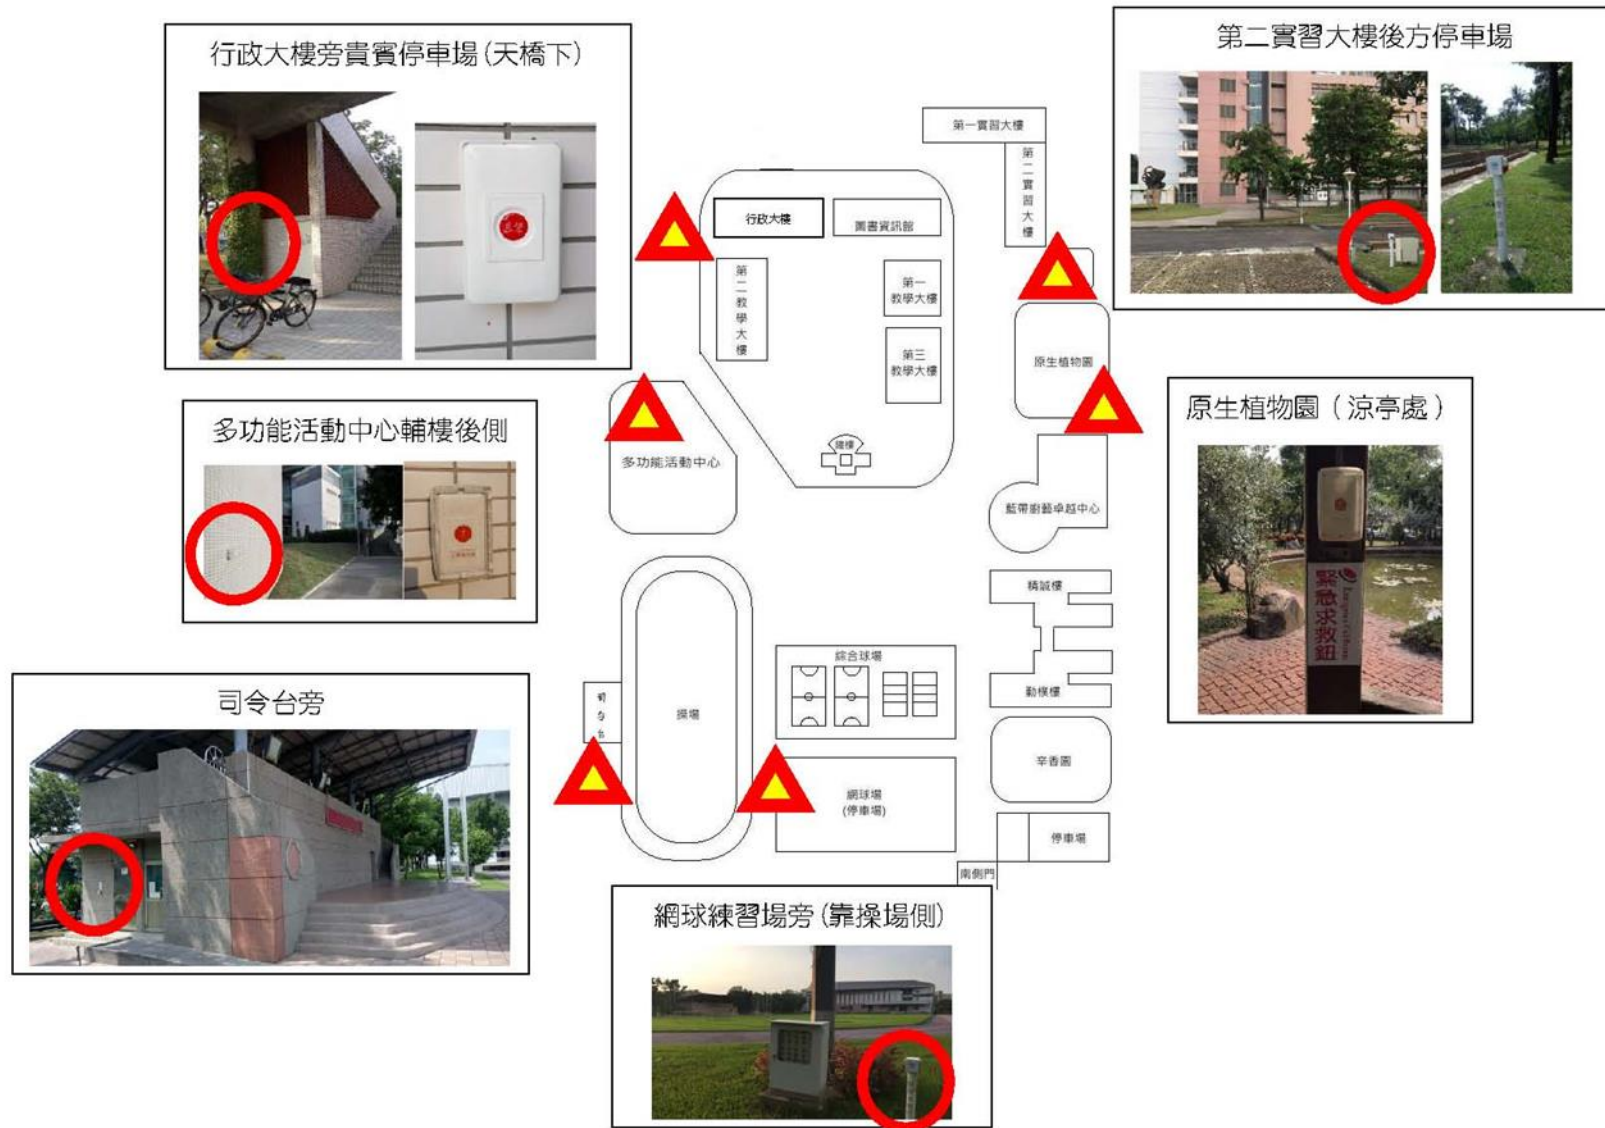 行政大樓旁貴賓停車場(天橋下)
第二實習大樓後方停車場
第一實習大樓
第二實習大樓
行政大樓
圖書資訊館
第二教學大樓
第一
教學大樓
第三
教學大樓
原生植物園
鐘樓
多功能活動中心
藍帶廚藝卓越中心
多功能活動中心輔樓後側
原生植物園(涼亭處)
緊急求救鈕
精誠樓
勤樸樓
綜合球場
司令台
操場
司令台旁
辛香園
網球場
(停車場)
停車場
南側門
網球練習場旁(靠操場側)